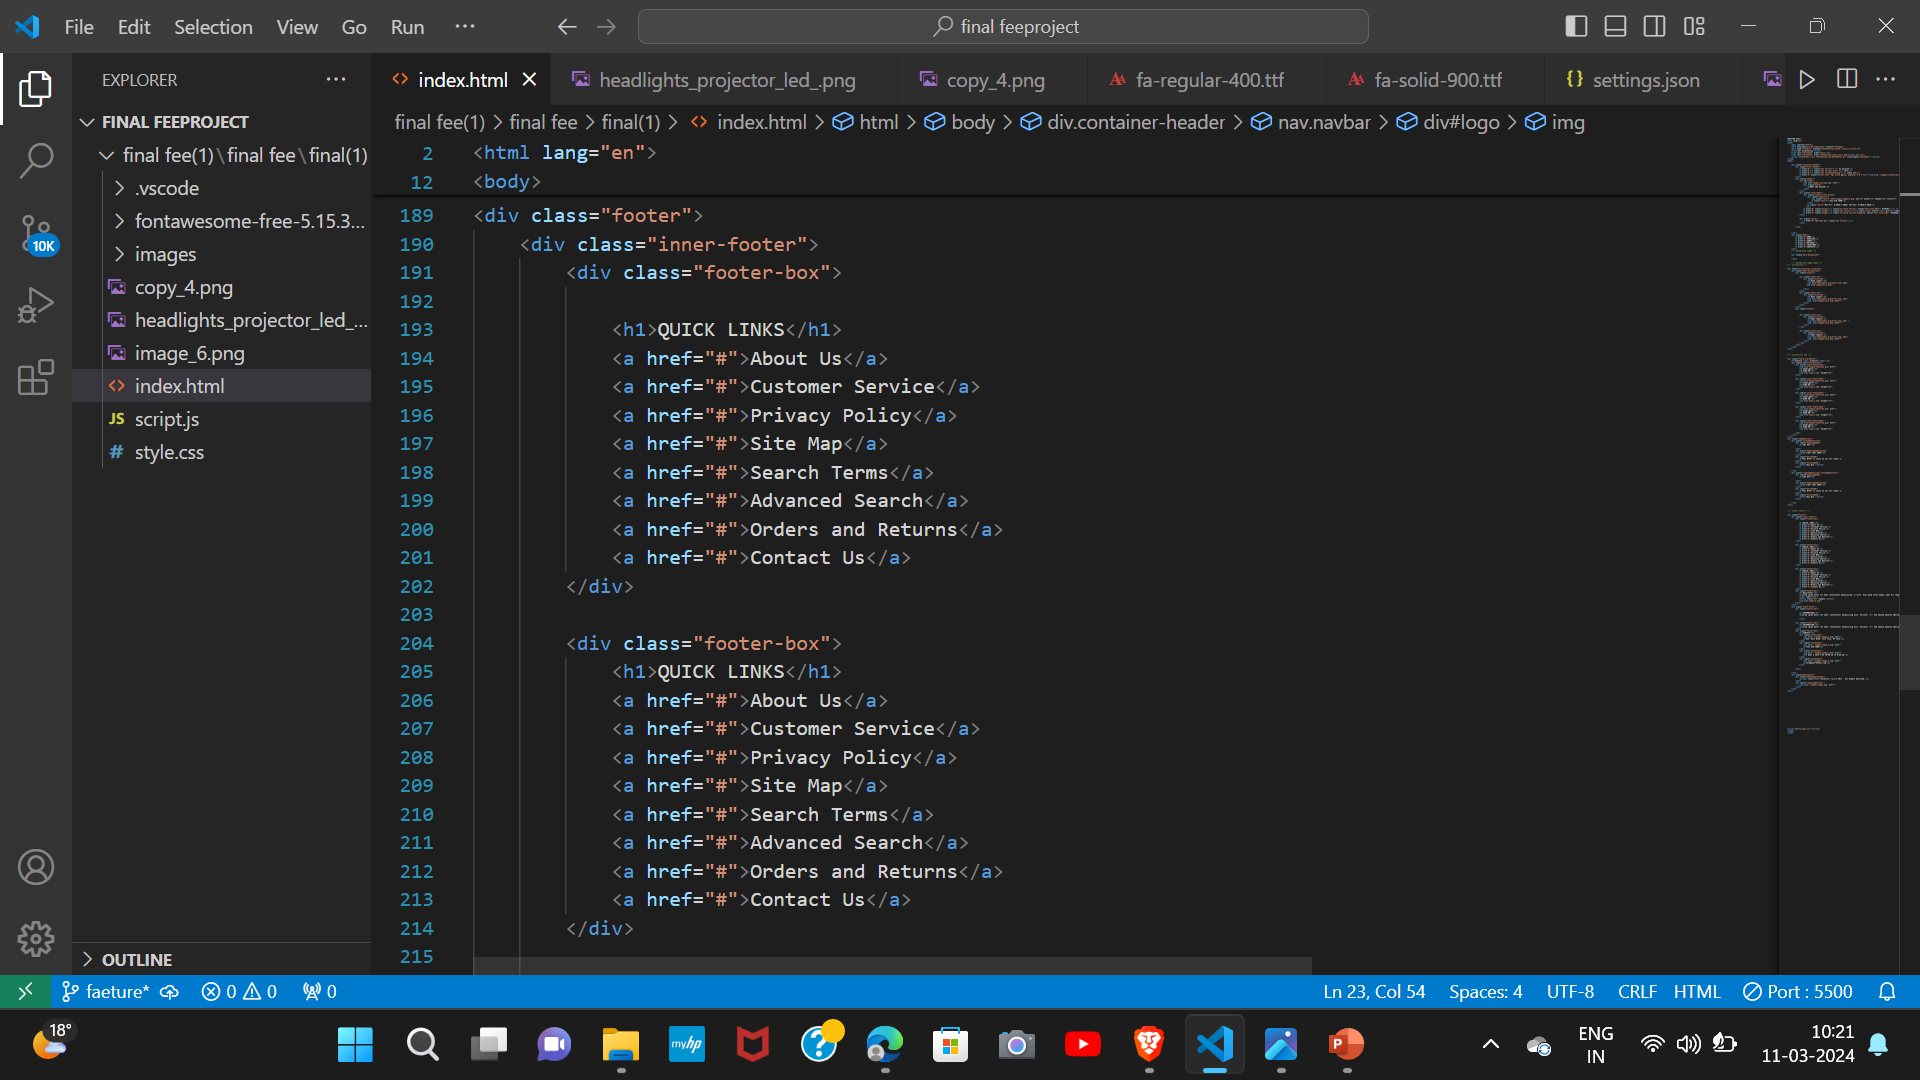 File Edit Selection View Go Run ···
final feeproject
EXPLORER ···
FINAL FEEPROJECT
final fee(1)\final fee\final(1)
.vscode
fontawesome-free-5.15.3...
images
copy_4.png
headlights_projector_led_...
image_6.png
index.html
JS script.js
# style.css
OUTLINE
10K
index.html
headlights_projector_led_.png
copy_4.png
fa-regular-400.ttf
fa-solid-900.ttf
{} settings.json
final fee(1) > final fee > final(1) > index.html > html > body > div.container-header > nav.navbar > div#logo > img
2 <html lang="en">
12 <body>
189 <div class="footer">
190 <div class="inner-footer">
191 <div class="footer-box">
192
193 <h1>QUICK LINKS</h1>
194 <a href="#">About Us</a>
195 <a href="#">Customer Service</a>
196 <a href="#">Privacy Policy</a>
197 <a href="#">Site Map</a>
198 <a href="#">Search Terms</a>
199 <a href="#">Advanced Search</a>
200 <a href="#">Orders and Returns</a>
201 <a href="#">Contact Us</a>
202 </div>
203
204 <div class="footer-box">
205 <h1>QUICK LINKS</h1>
206 <a href="#">About Us</a>
207 <a href="#">Customer Service</a>
208 <a href="#">Privacy Policy</a>
209 <a href="#">Site Map</a>
210 <a href="#">Search Terms</a>
211 <a href="#">Advanced Search</a>
212 <a href="#">Orders and Returns</a>
213 <a href="#">Contact Us</a>
214 </div>
215
faeture* 0 0 0
Ln 23, Col 54 Spaces: 4 UTF-8 CRLF HTML Port : 5500
18°
myhp
ENG
IN
10:21
11-03-2024